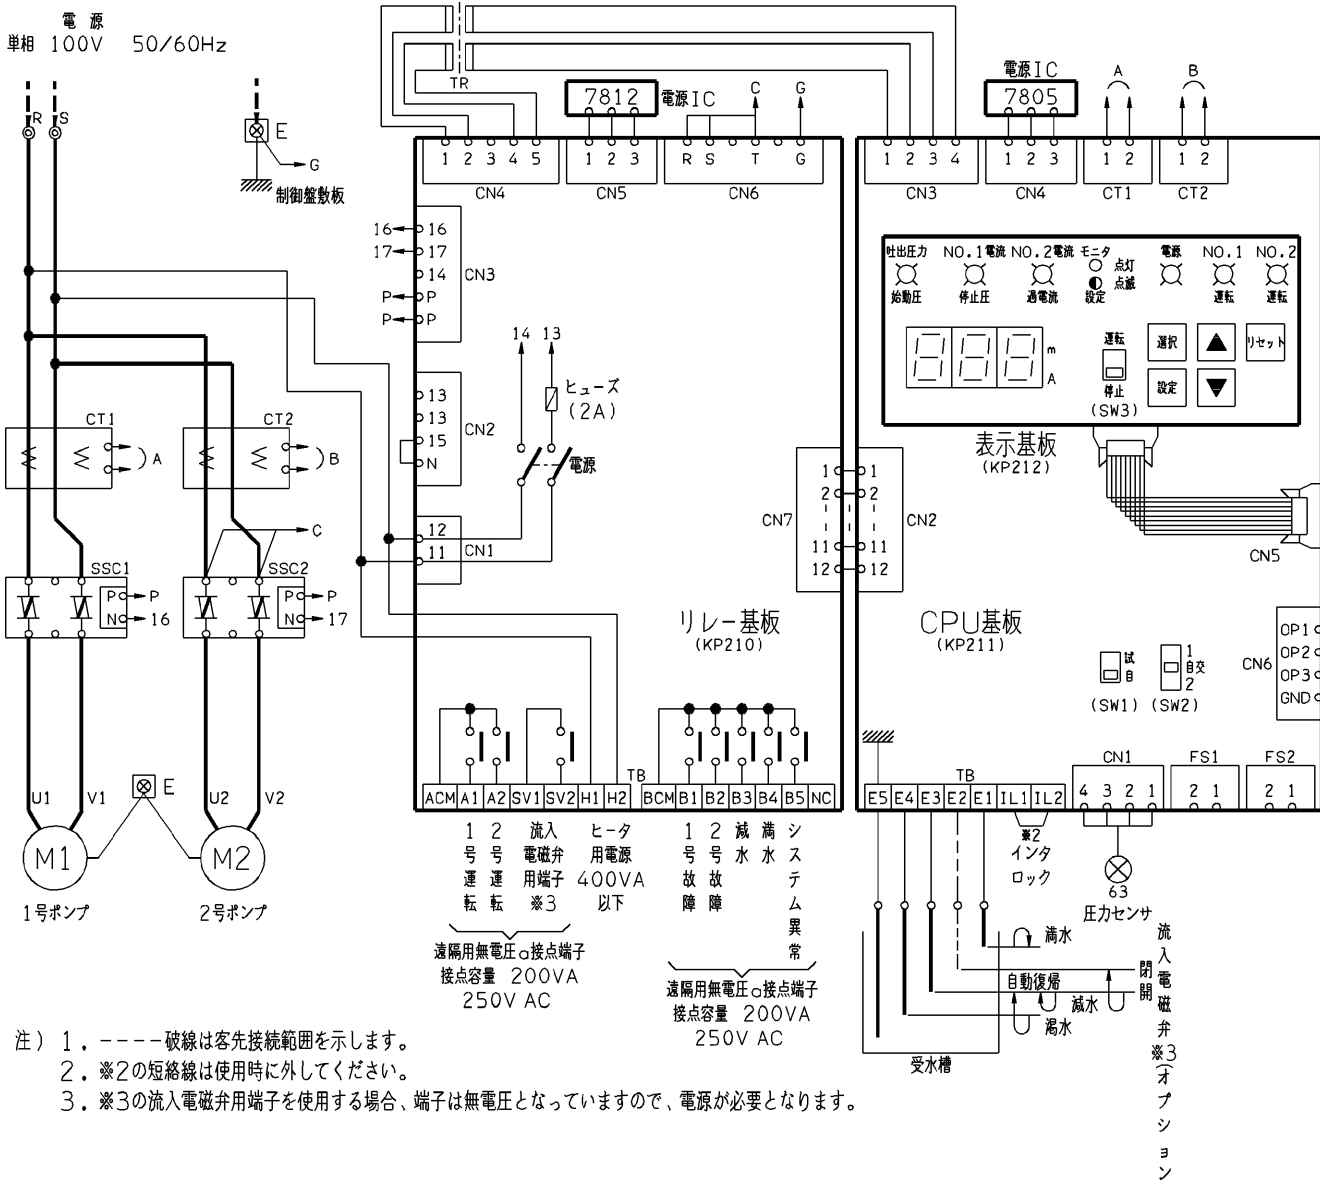 電源
単相 100V 50/60Hz
R S
E
G
制御盤敷板
TR
7812 電源IC
C G
電源IC
7805
A B
1 2 3 4 5
CN4
1 2 3
CN5
R S T G
CN6
1 2 3 4
CN3
1 2 3
CN4
1 2
CT1
1 2
CT2
16 16
17 17
14
P P
P P
CN3
13
13
15
N
CN2
12
11
CN1
14 13
ヒューズ
(2A)
電源
吐出圧力 NO.1電流 NO.2電流 モニタ 電源 NO.1 NO.2
点灯
点滅
始動圧 停止圧 過電流 設定 運転 運転
888 m
A
運転
停止
(SW3)
選択 ▲ リセット
設定 ▼
表示基板
(KP212)
CT1
A
CT2
B
C
SSC1
P P
N 16
SSC2
P P
N 17
CN7
1 1
2 2
11 11
12 12
CN2
CN5
リレー基板
(KP210)
CPU基板
(KP211)
試
自
(SW1)
1
自交
2
(SW2)
CN6
OP1
OP2
OP3
GND
U1 V1
E
U2 V2
M1
M2
1号ポンプ
2号ポンプ
TB
ACM A1 A2 SV1 SV2 H1 H2 BCM B1 B2 B3 B4 B5 NC
1号運転
2号運転
流入
電磁弁
用端子
※3
ヒータ
用電源
400VA
以下
1号故障
2号故障
減水
満水
システム異常
遠隔用無電圧a接点端子
接点容量 200VA
250V AC
遠隔用無電圧a接点端子
接点容量 200VA
250V AC
TB
E5 E4 E3 E2 E1 IL1 IL2
CN1
4 3 2 1
FS1
2 1
FS2
2 1
※2
インタ
ロック
63
圧力センサ
満水
自動復帰
減水
渇水
閉
開
流入電磁弁※3(オプション
受水槽
注) 1. ----破線は客先接続範囲を示します。
2. ※2の短絡線は使用時に外してください。
3. ※3の流入電磁弁用端子を使用する場合、端子は無電圧となっていますので、電源が必要となります。